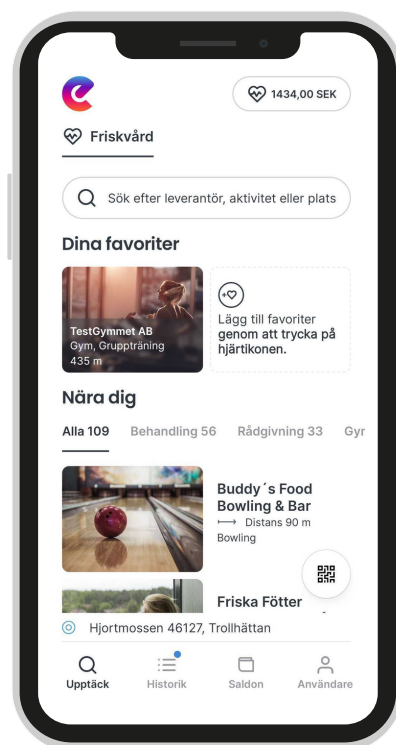 1434,00 SEK
Friskvård
Sök efter leverantör, aktivitet eller plats
Dina favoriter
TestGymmet AB
Gym, Gruppträning
435 m
Lägg till favoriter
genom att trycka på
hjärtikonen.
Nära dig
Alla 109 Behandling 56 Rådgivning 33 Gyr
Buddy´s Food
Bowling & Bar
Distans 90 m
Bowling
Friska Fötter
Hjortmossen 46127, Trollhättan
Upptäck Historik Saldon Användare